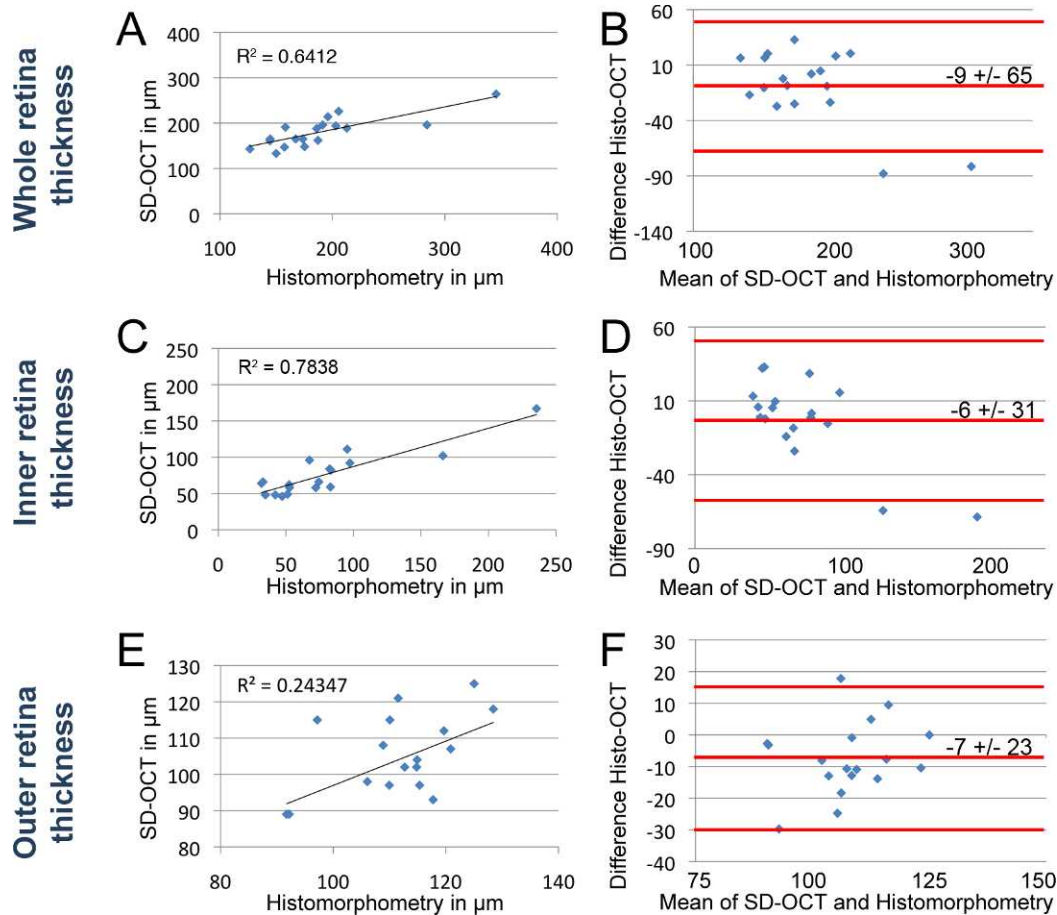 Whole retina
thickness
A
SD-OCT in µm
400
300
200
100
0
R² = 0.6412
100
200
300
400
Histomorphometry in µm
B
Difference Histo-OCT
60
10
-40
-90
-140
-9 +/- 65
100
200
300
Mean of SD-OCT and Histomorphometry
Inner retina
thickness
C
SD-OCT in µm
250
200
150
100
50
0
R² = 0.7838
0
50
100
150
200
250
Histomorphometry in µm
D
Difference Histo-OCT
60
10
-40
-90
-6 +/- 31
0
100
200
Mean of SD-OCT and Histomorphometry
Outer retina
thickness
E
SD-OCT in µm
130
120
110
100
90
80
R² = 0.24347
80
100
120
140
Histomorphometry in µm
F
Difference Histo-OCT
30
20
10
0
-10
-20
-30
-40
-7 +/- 23
75
100
125
150
Mean of SD-OCT and Histomorphometry